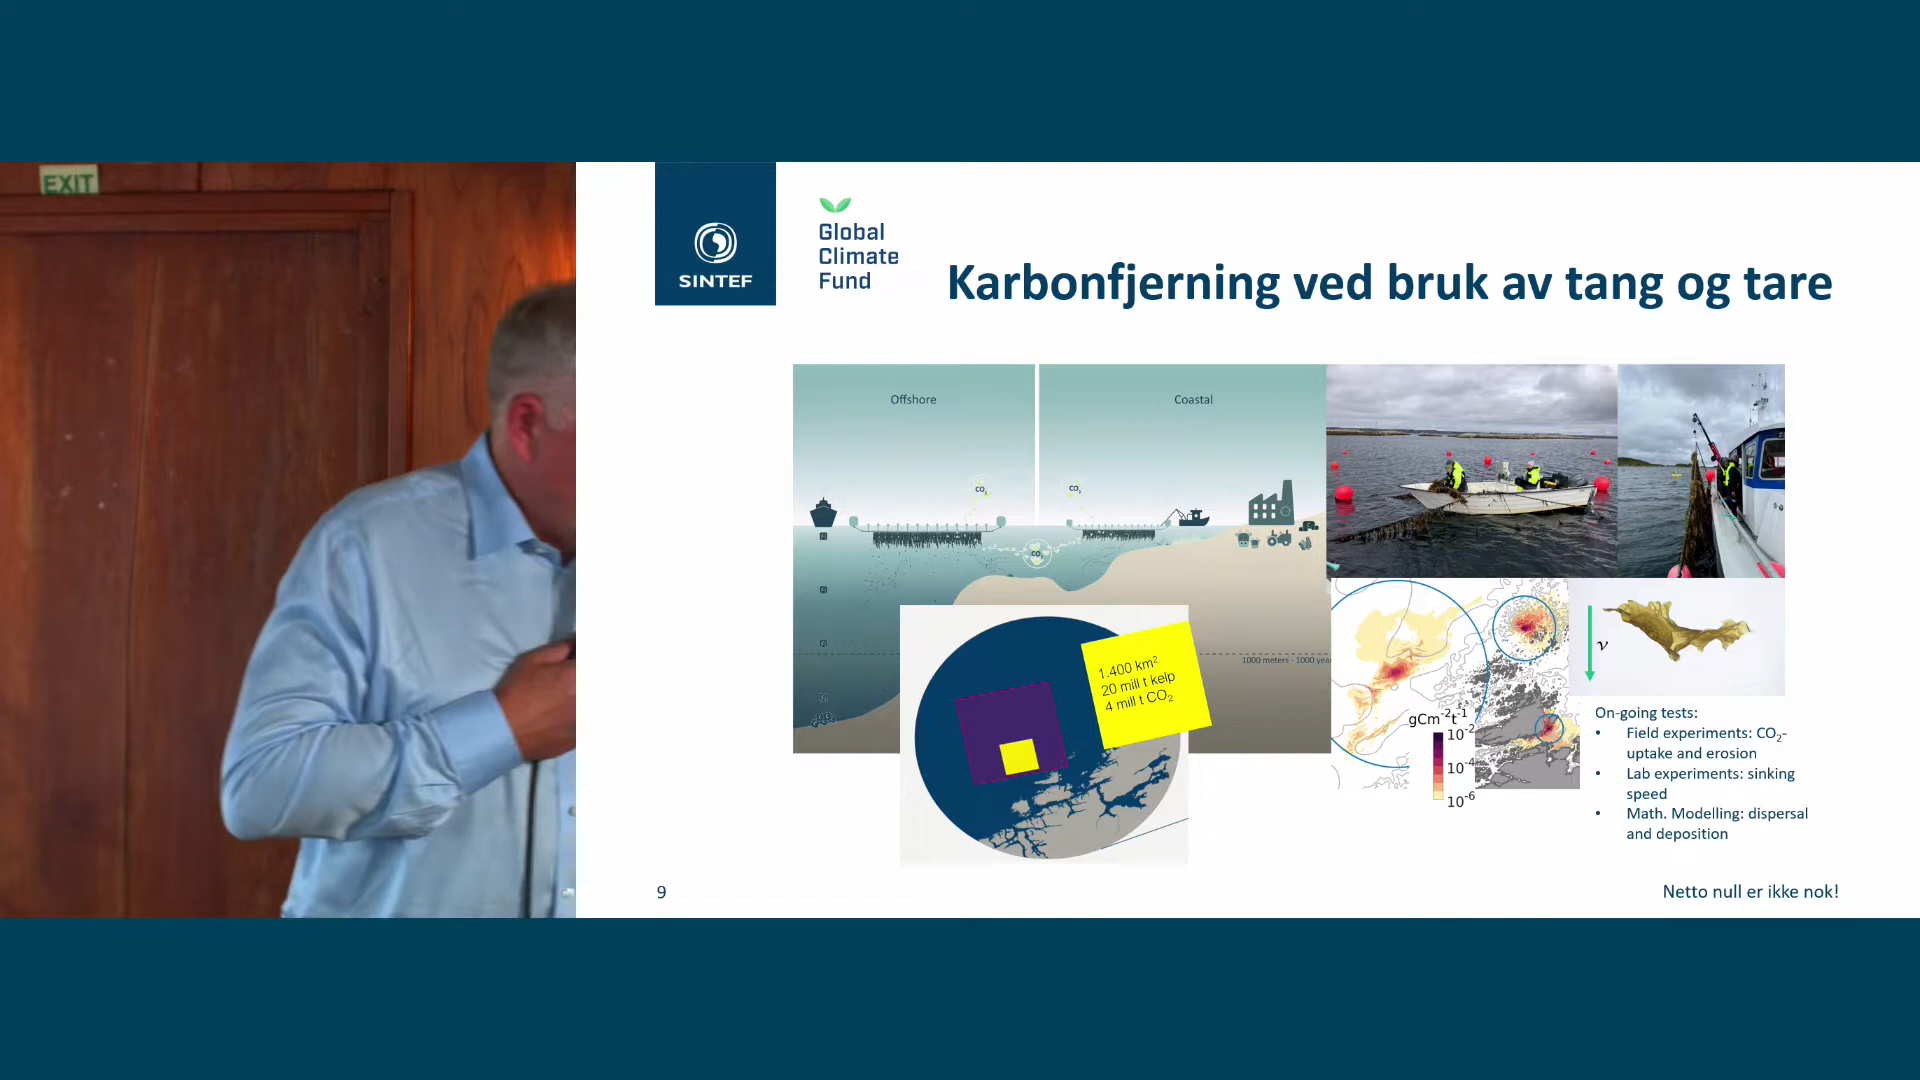 EXIT
SINTEF
Global
Climate
Fund
Karbonfjerning ved bruk av tang og tare
Offshore
Coastal
CO2
CO2
CO2
1000 meters - 1000
1.400 km²
20 mill t kelp
4 mill t CO₂
gCm⁻²t⁻¹
10⁻²
10⁻⁴
10⁻⁶
v
On-going tests:
• Field experiments: CO₂-
uptake and erosion
• Lab experiments: sinking
speed
• Math. Modelling: dispersal
and deposition
9
Netto null er ikke nok!